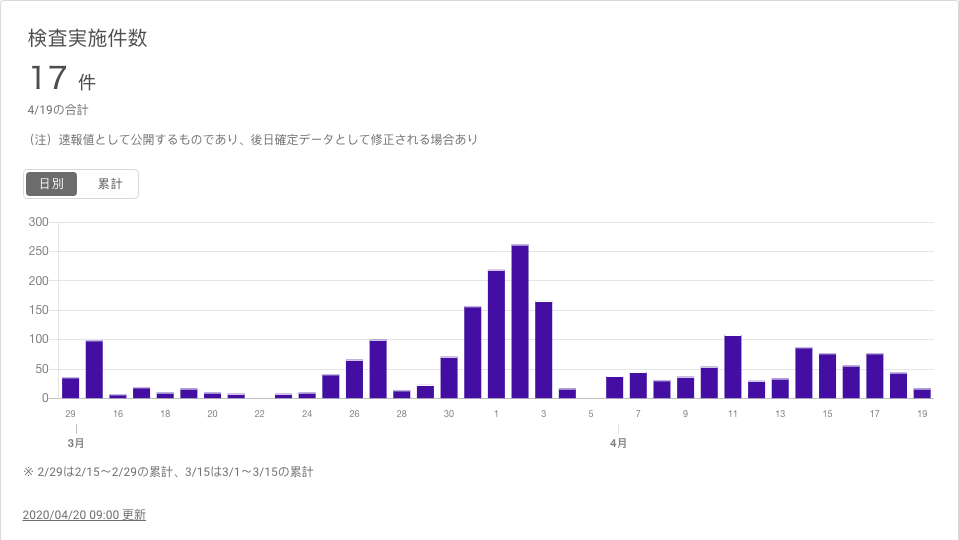 検査実施件数
17 件
4/19の合計
（注）速報値として公開するものであり、後日確定データとして修正される場合あり
日別 累計
300
250
200
150
100
50
0
29 16 18 20 22 24 26 28 30 1 3 5 7 9 11 13 15 17 19
3月 4月
※ 2/29は2/15〜2/29の累計、3/15は3/1〜3/15の累計
2020/04/20 09:00 更新